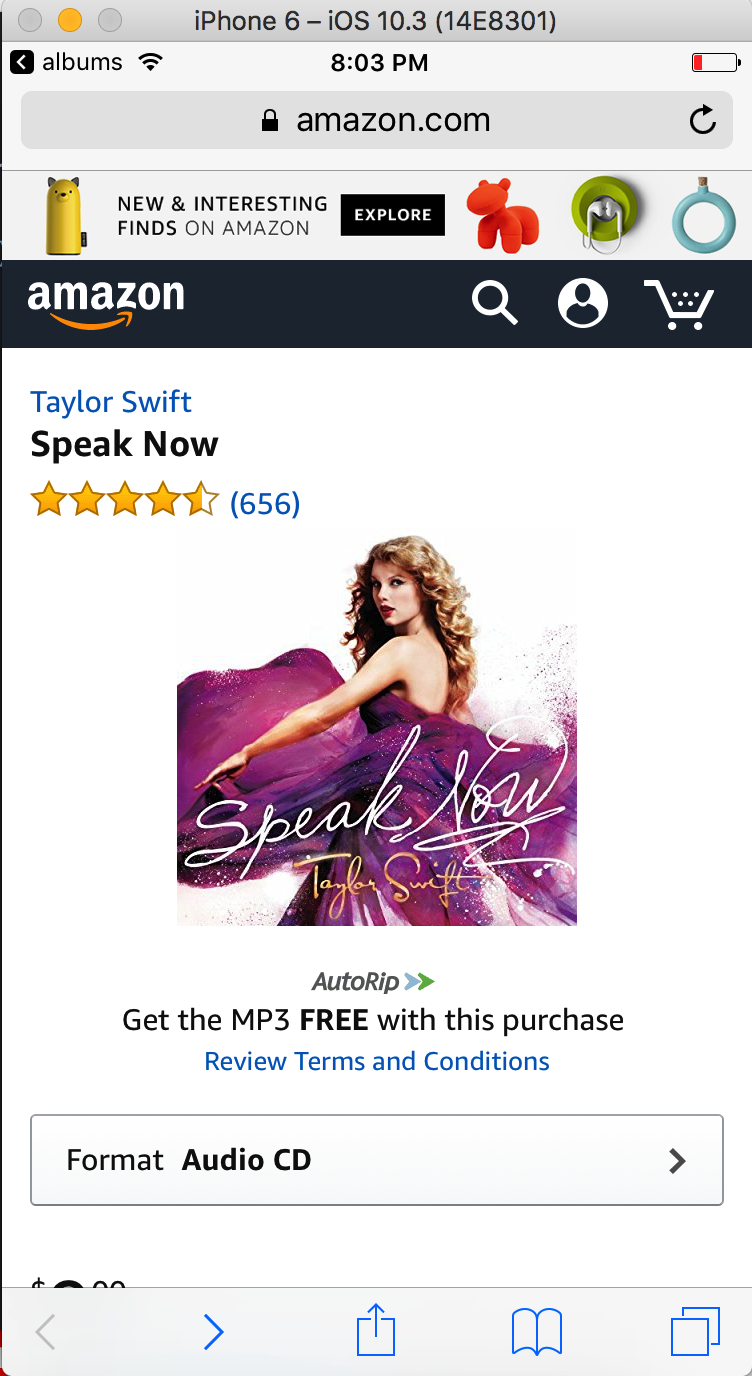 iPhone 6 – iOS 10.3 (14E8301)
albums 8:03 PM
amazon.com
NEW & INTERESTING
FINDS ON AMAZON
EXPLORE
amazon
Taylor Swift
Speak Now
(656)
Speak Now
Taylor Swift
AutoRip
Get the MP3 FREE with this purchase
Review Terms and Conditions
Format Audio CD